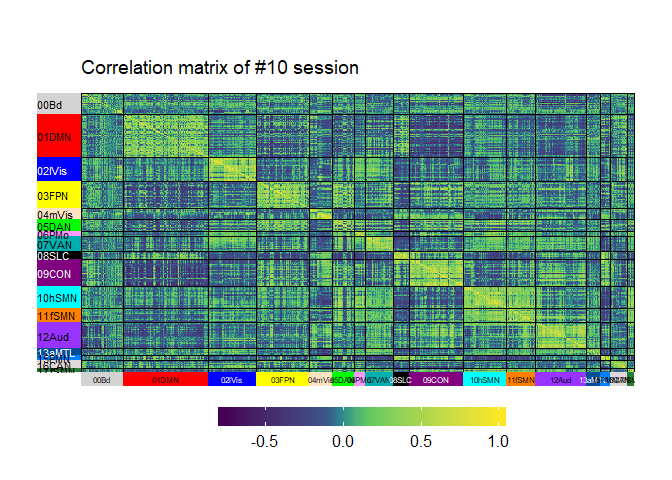 Correlation matrix of #10 session
00Bd
01DMN
02lVis
03FPN
04mVis
05DAN
06PMo
07VAN
08SLC
09CON
10hSMN
11fSMN
12Aud
13aMTL
00Bd 01DMN 02lVis 03FPN 04mVis 07VAN 08SLC 09CON 10hSMN 11fSMN 12Aud
-0.5 0.0 0.5 1.0